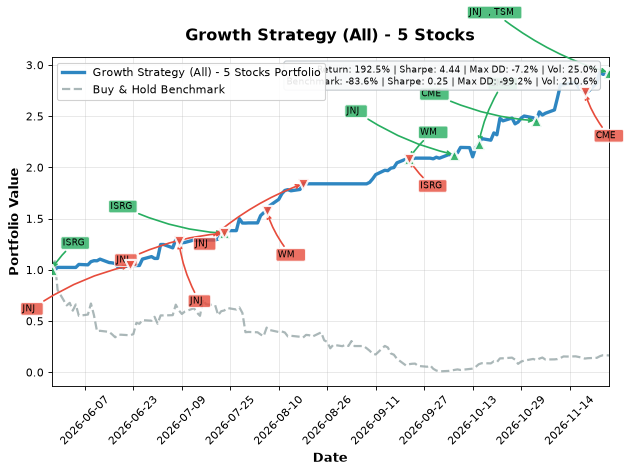 JNJ , TSM
Growth Strategy (All) - 5 Stocks
Growth Strategy (All) - 5 Stocks Portfolio
Buy & Hold Benchmark
Return: 192.5% | Sharpe: 4.44 | Max DD: -7.2% | Vol: 25.0%
Benchmark: -83.6% | Sharpe: 0.25 | Max DD: -99.2% | Vol: 210.6%
CME
JNJ
WM
CME
ISRG
ISRG
ISRG
JNJ
JNJ
WM
JNJ
JNJ
Portfolio Value
3.0
2.5
2.0
1.5
1.0
0.5
0.0
2026-06-07
2026-06-23
2026-07-09
2026-07-25
2026-08-10
2026-08-26
2026-09-11
2026-09-27
2026-10-13
2026-10-29
2026-11-14
Date